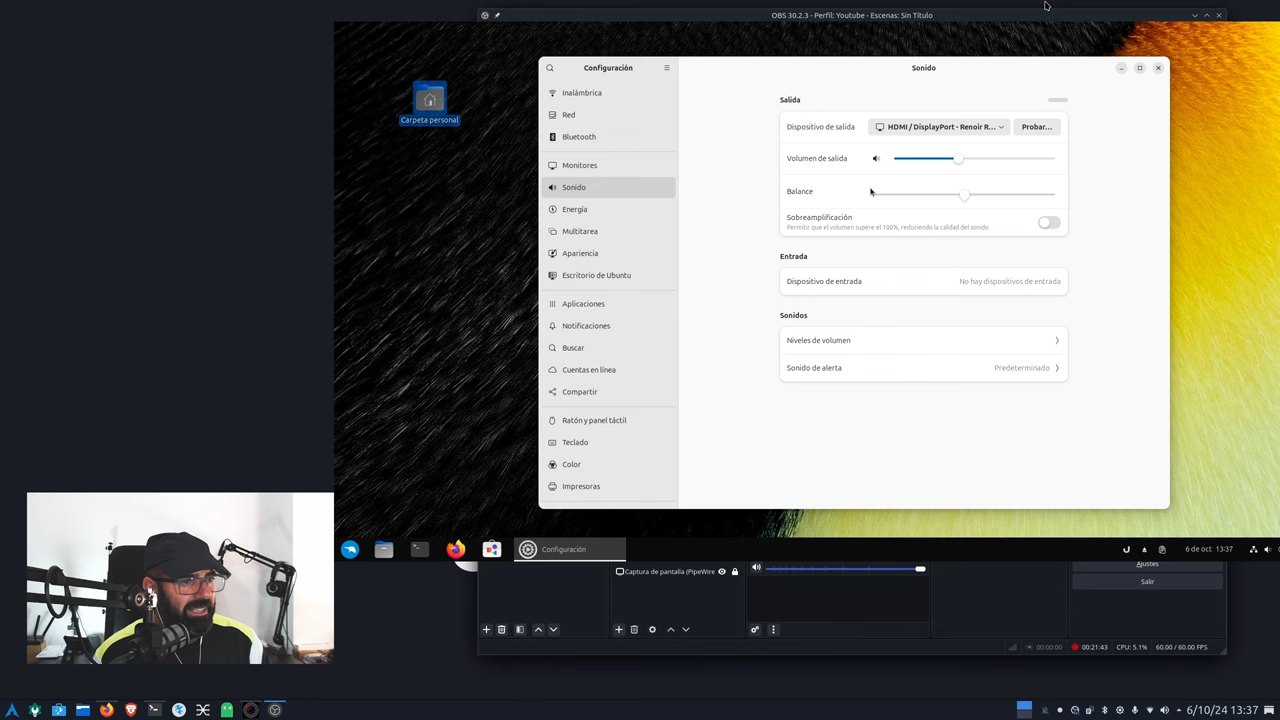 OBS 30.2.3 - Perfil: Youtube - Escenas: Sin Título
Carpeta personal
Configuración
Inalámbrica
Red
Bluetooth
Monitores
Sonido
Energía
Multitarea
Apariencia
Escritorio de Ubuntu
Aplicaciones
Notificaciones
Buscar
Cuentas en línea
Compartir
Ratón y panel táctil
Teclado
Color
Impresoras
Sonido
Salida
Dispositivo de salida
HDMI / DisplayPort - Renoir R...
Probar...
Volumen de salida
Balance
Sobreamplificación
Permitir que el volumen supere el 100%, reduciendo la calidad del sonido
Entrada
Dispositivo de entrada
No hay dispositivos de entrada
Sonidos
Niveles de volumen
Sonido de alerta
Predeterminado
Configuración
6 de oct 13:37
Captura de pantalla (PipeWire
Ajustes
Salir
00:00:00
00:21:43
CPU: 5.1%
60.00 / 60.00 FPS
6/10/24 13:37